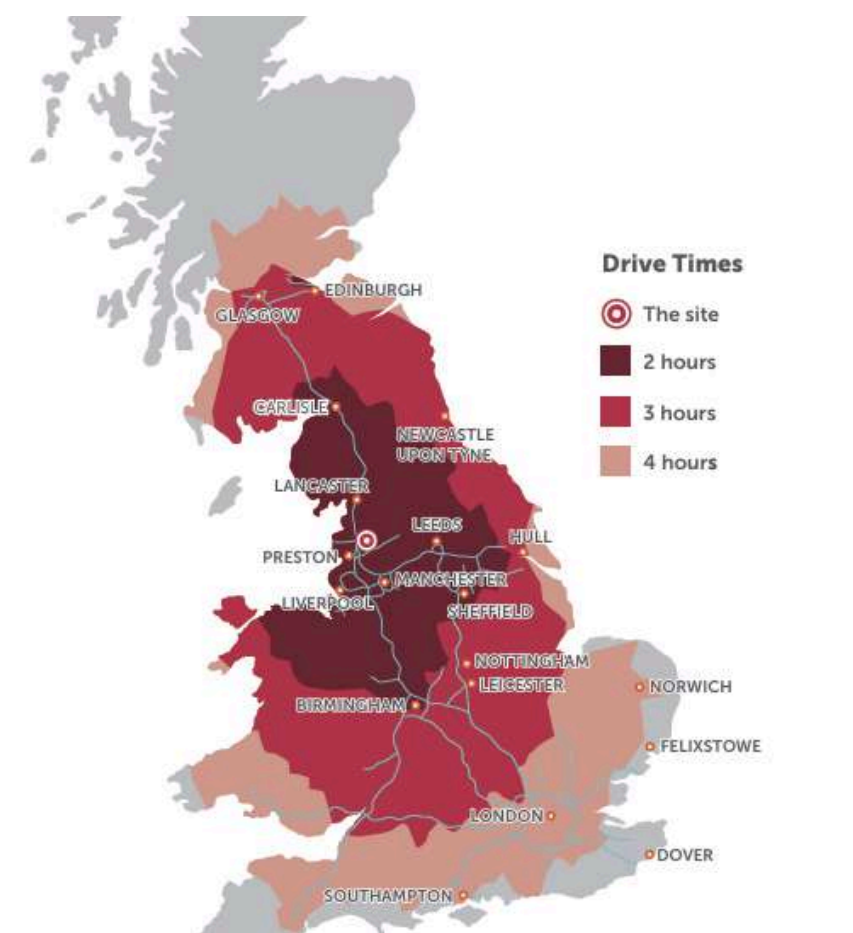 Drive Times
The site
2 hours
3 hours
4 hours
EDINBURGH
GLASGOW
CARLISLE
NEWCASTLE
UPON TYNE
LANCASTER
LEEDS
HULL
PRESTON
MANCHESTER
LIVERPOOL
SHEFFIELD
NOTTINGHAM
LEICESTER
NORWICH
BIRMINGHAM
FELIXSTOWE
LONDON
DOVER
SOUTHAMPTON